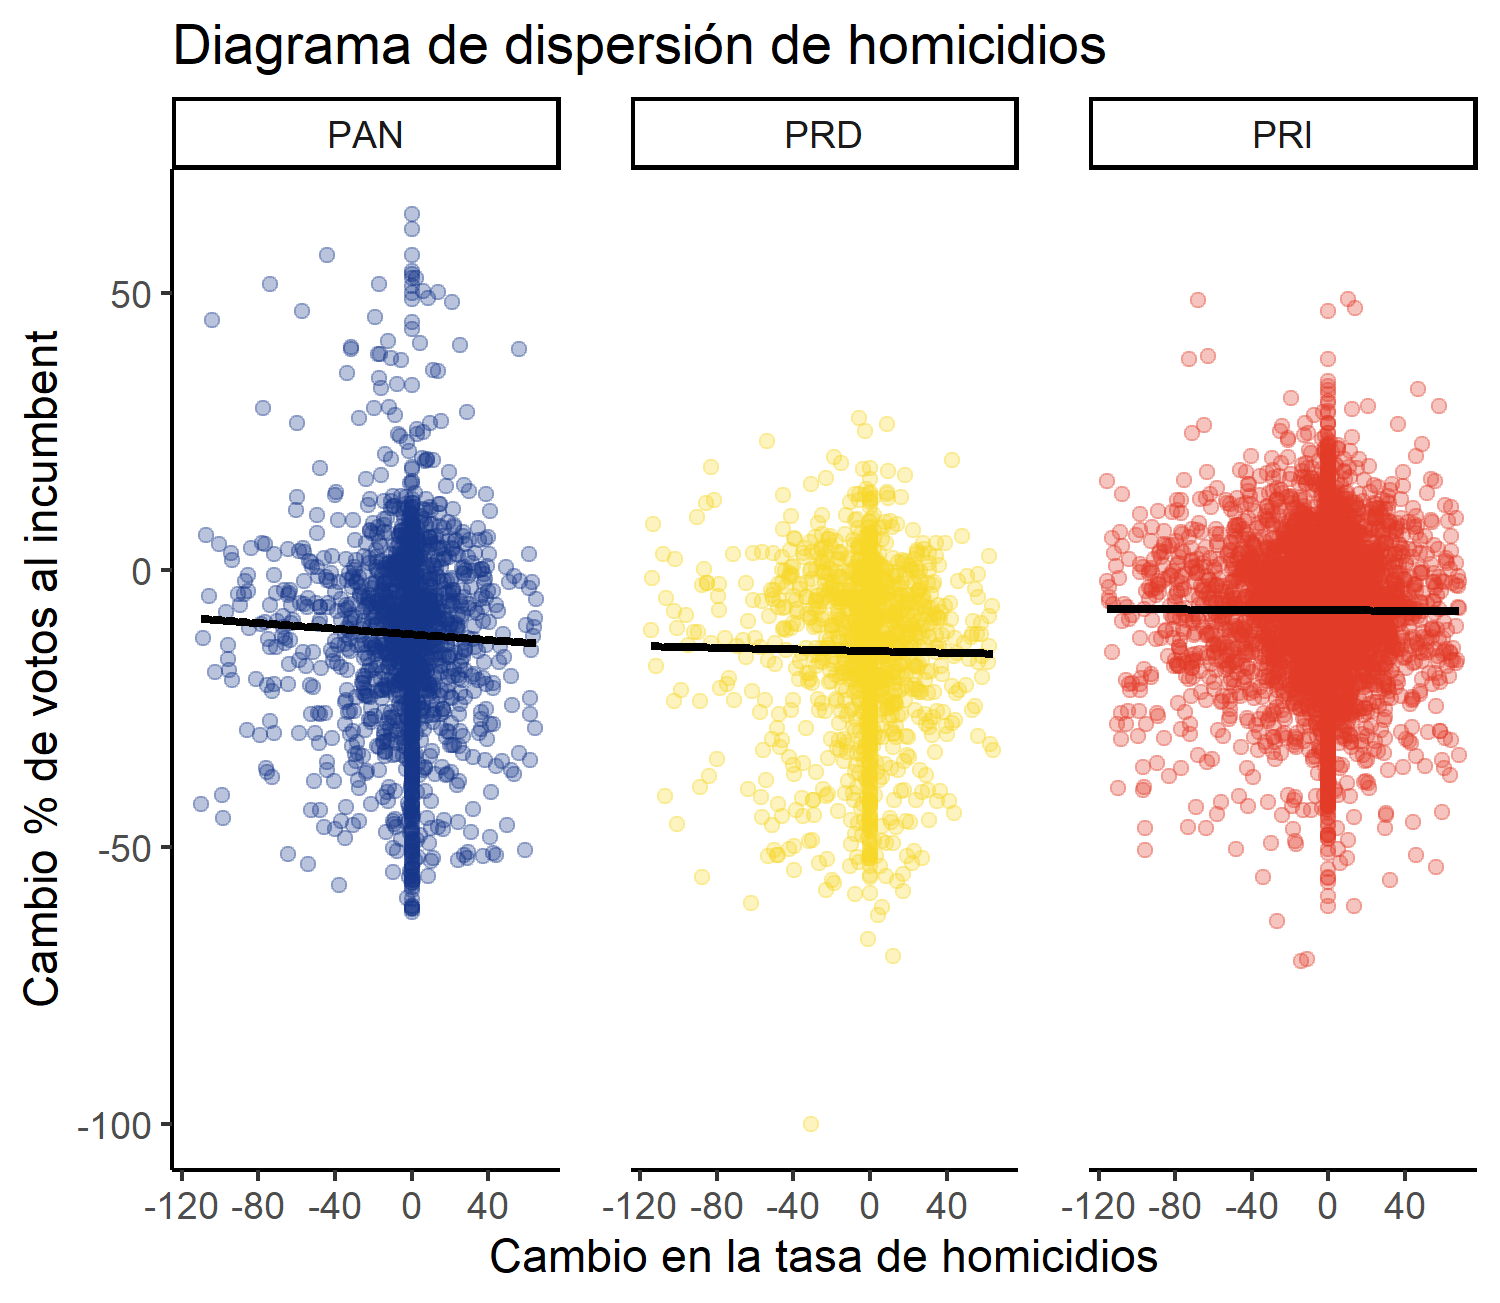 Diagrama de dispersión de homicidios
PAN PRD PRI
Cambio % de votos al incumbent
50
0
-50
-100
-120 -80 -40 0 40 -120 -80 -40 0 40 -120 -80 -40 0 40
Cambio en la tasa de homicidios